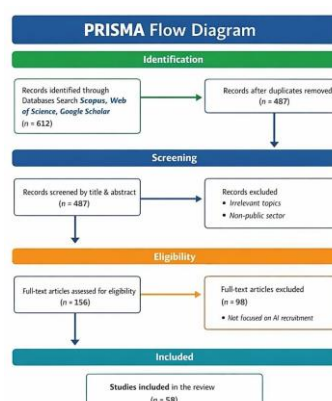 PRISMA Flow Diagram
Identification
Records identified through
Databases Search Scopus, Web
of Science, Google Scholar
(n = 612)
Records after duplicates removed
(n = 487)
Screening
Records screened by title & abstract
(n = 487)
Records excluded
• Irrelevant topics
• Non-public sector
Eligibility
Full-text articles assessed for eligibility
(n = 156)
Full-text articles excluded
(n = 98)
• Not focused on AI recruitment
Included
Studies included in the review
(n = 58)